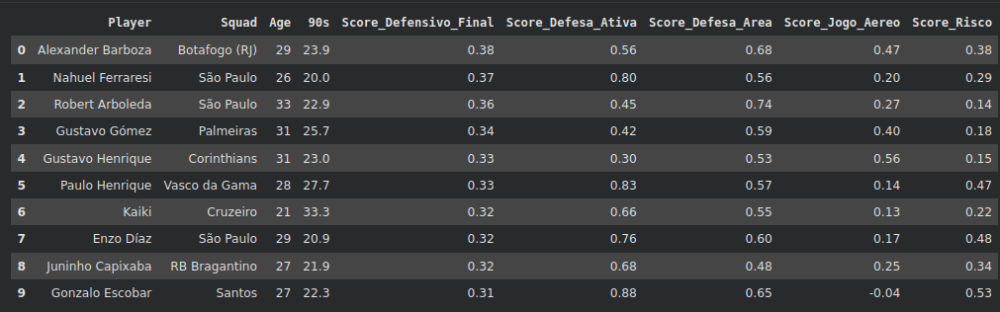 Player Squad Age 90s Score_Defensivo_Final Score_Defesa_Ativa Score_Defesa_Area Score_Jogo_Aereo Score_Risco
0 Alexander Barboza Botafogo (RJ) 29 23.9 0.38 0.56 0.68 0.47 0.38
1 Nahuel Ferraresi São Paulo 26 20.0 0.37 0.80 0.56 0.20 0.29
2 Robert Arboleda São Paulo 33 22.9 0.36 0.45 0.74 0.27 0.14
3 Gustavo Gómez Palmeiras 31 25.7 0.34 0.42 0.59 0.40 0.18
4 Gustavo Henrique Corinthians 31 23.0 0.33 0.30 0.53 0.56 0.15
5 Paulo Henrique Vasco da Gama 28 27.7 0.33 0.83 0.57 0.14 0.47
6 Kaiki Cruzeiro 21 33.3 0.32 0.66 0.55 0.13 0.22
7 Enzo Díaz São Paulo 29 20.9 0.32 0.76 0.60 0.17 0.48
8 Juninho Capixaba RB Bragantino 27 21.9 0.32 0.68 0.48 0.25 0.34
9 Gonzalo Escobar Santos 27 22.3 0.31 0.88 0.65 -0.04 0.53